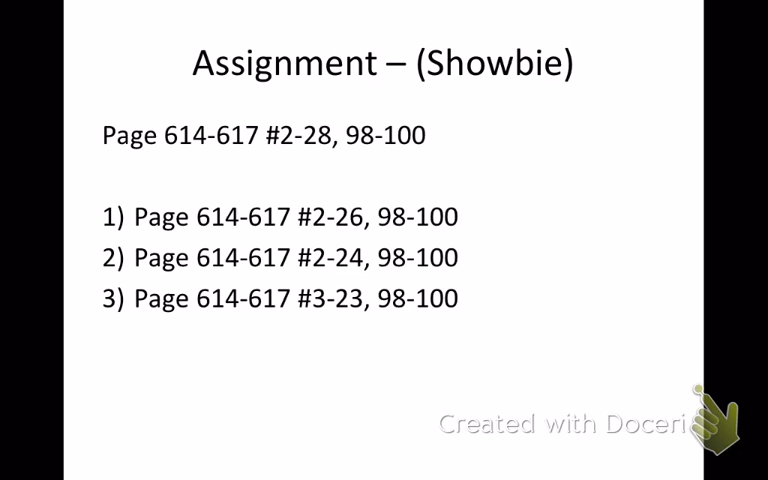 Assignment – (Showbie)
Page 614-617 #2-28, 98-100
1) Page 614-617 #2-26, 98-100
2) Page 614-617 #2-24, 98-100
3) Page 614-617 #3-23, 98-100
Created with Doceri